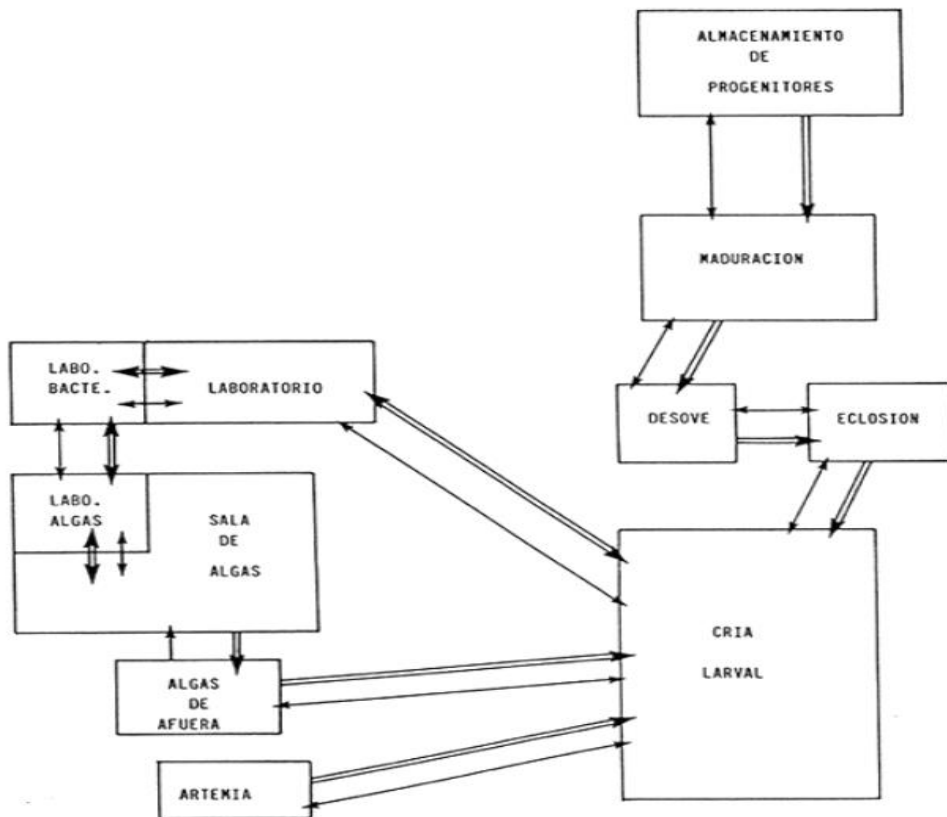 ALMACENAMIENTO
DE
PROGENITORES
MADURACION
LABO.
BACTE.
LABORATORIO
DESOVE
ECLOSION
LABO.
ALGAS
SALA
DE
ALGAS
CRIA
LARVAL
ALGAS
DE
AFUERA
ARTEMIA